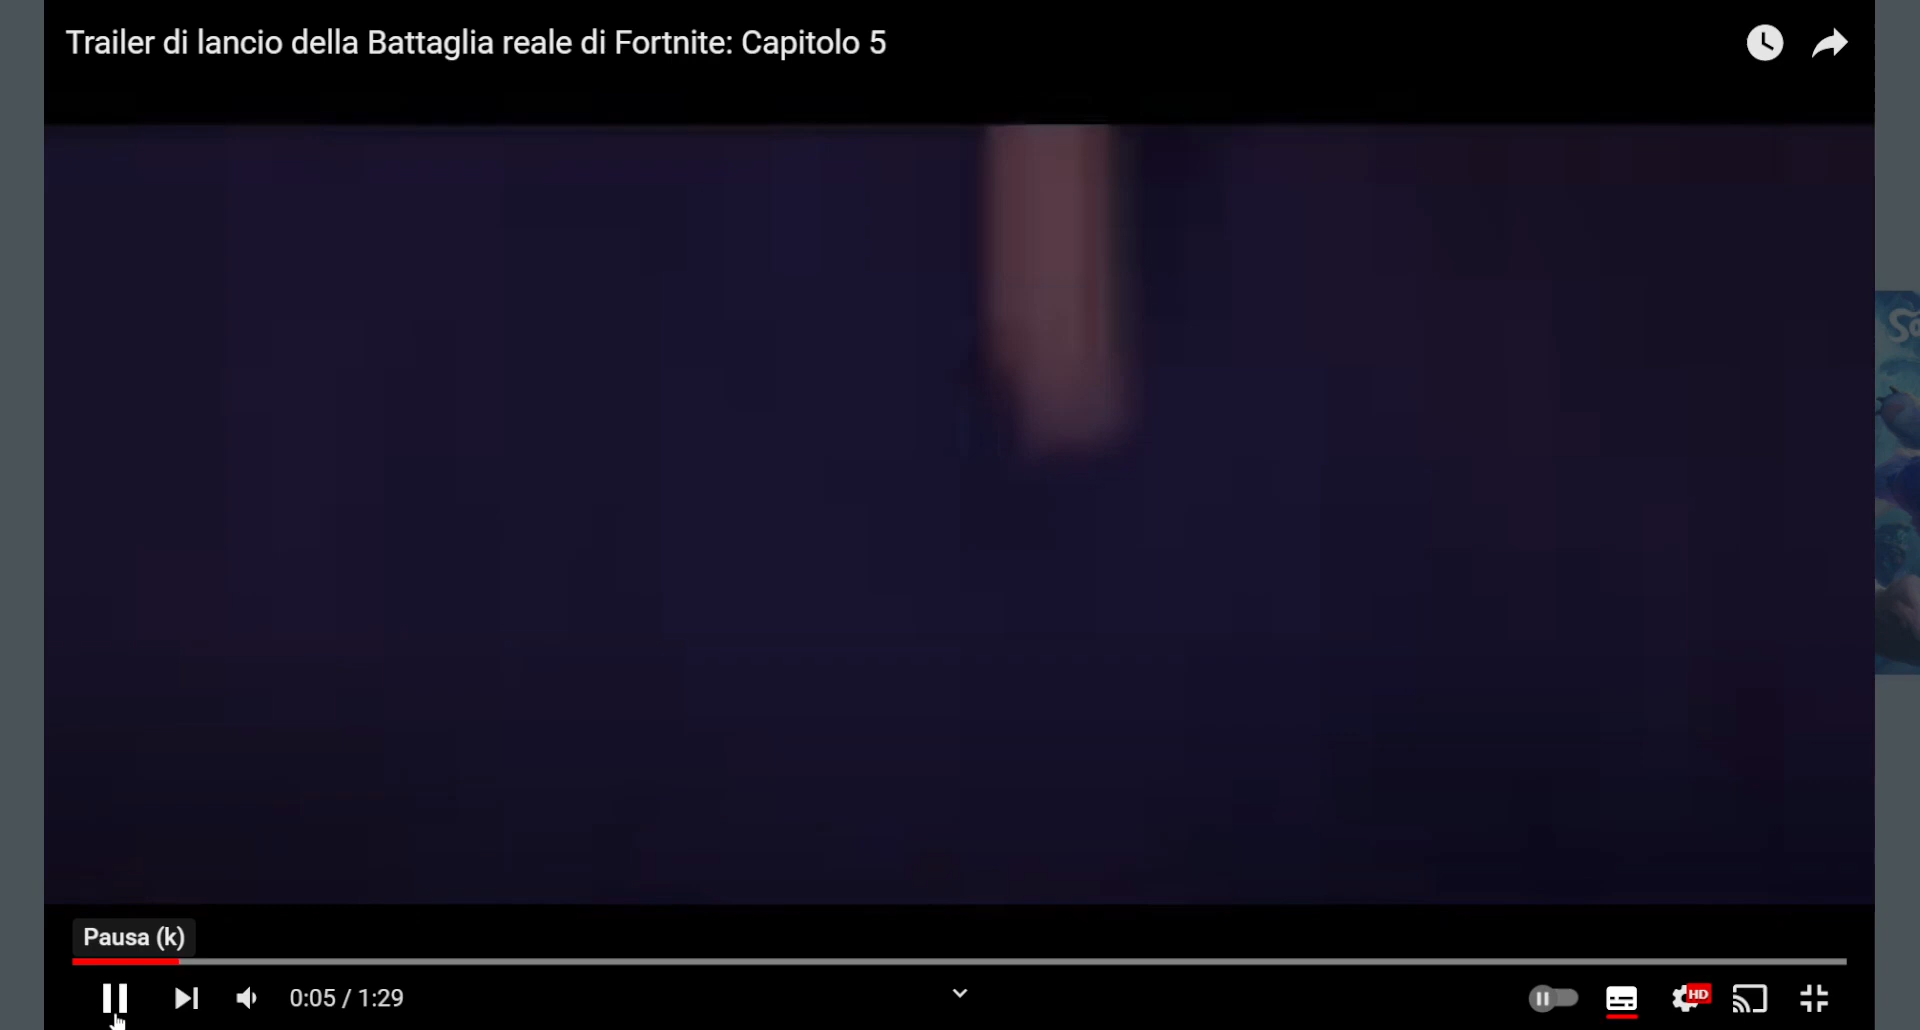 Trailer di lancio della Battaglia reale di Fortnite: Capitolo 5
Pausa (k)
0:05 / 1:29
HD